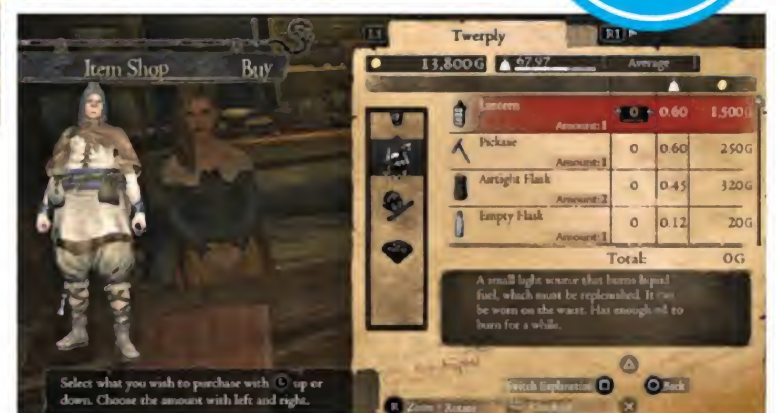 L1 Twerply R1
Item Shop Buy
13,800G 67.97 Average
Lantern 0 0.60 1,500G
Amount: 1
Pickaxe 0 0.60 250G
Amount: 1
Airtight Flask 0 0.45 320G
Amount: 2
Empty Flask 0 0.12 20G
Amount: 1
Total: 0G
A small light source that burns liquid
fuel, which must be replenished. It can
be worn on the waist. Has enough oil to
burn for a while.
Select what you wish to purchase with L up or
down. Choose the amount with left and right.
Switch Explanation Back
R Zoom + Rotate Checkout